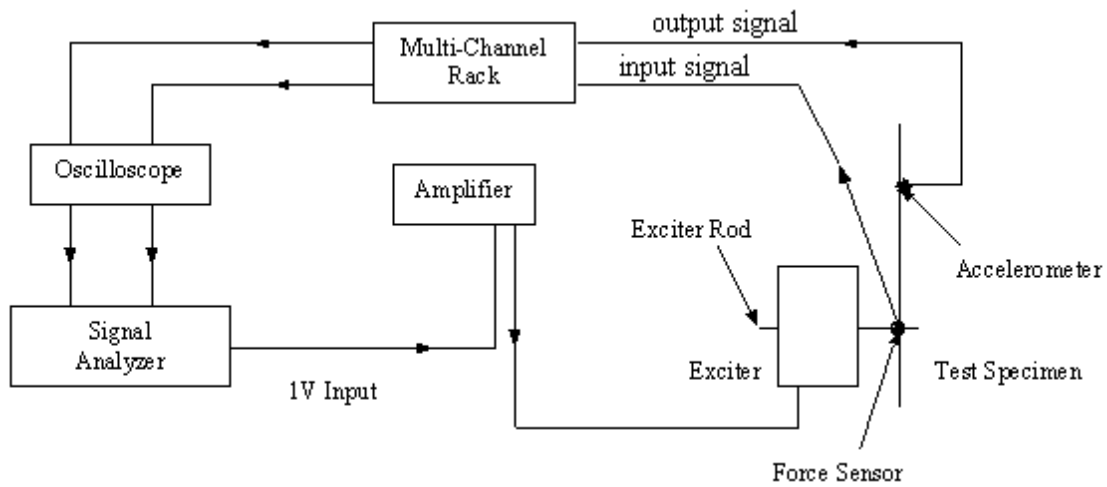 output signal
Multi-Channel
Rack
input signal
Oscilloscope
Amplifier
Exciter Rod
Accelerometer
Signal
Analyzer
1V Input
Exciter
Test Specimen
Force Sensor